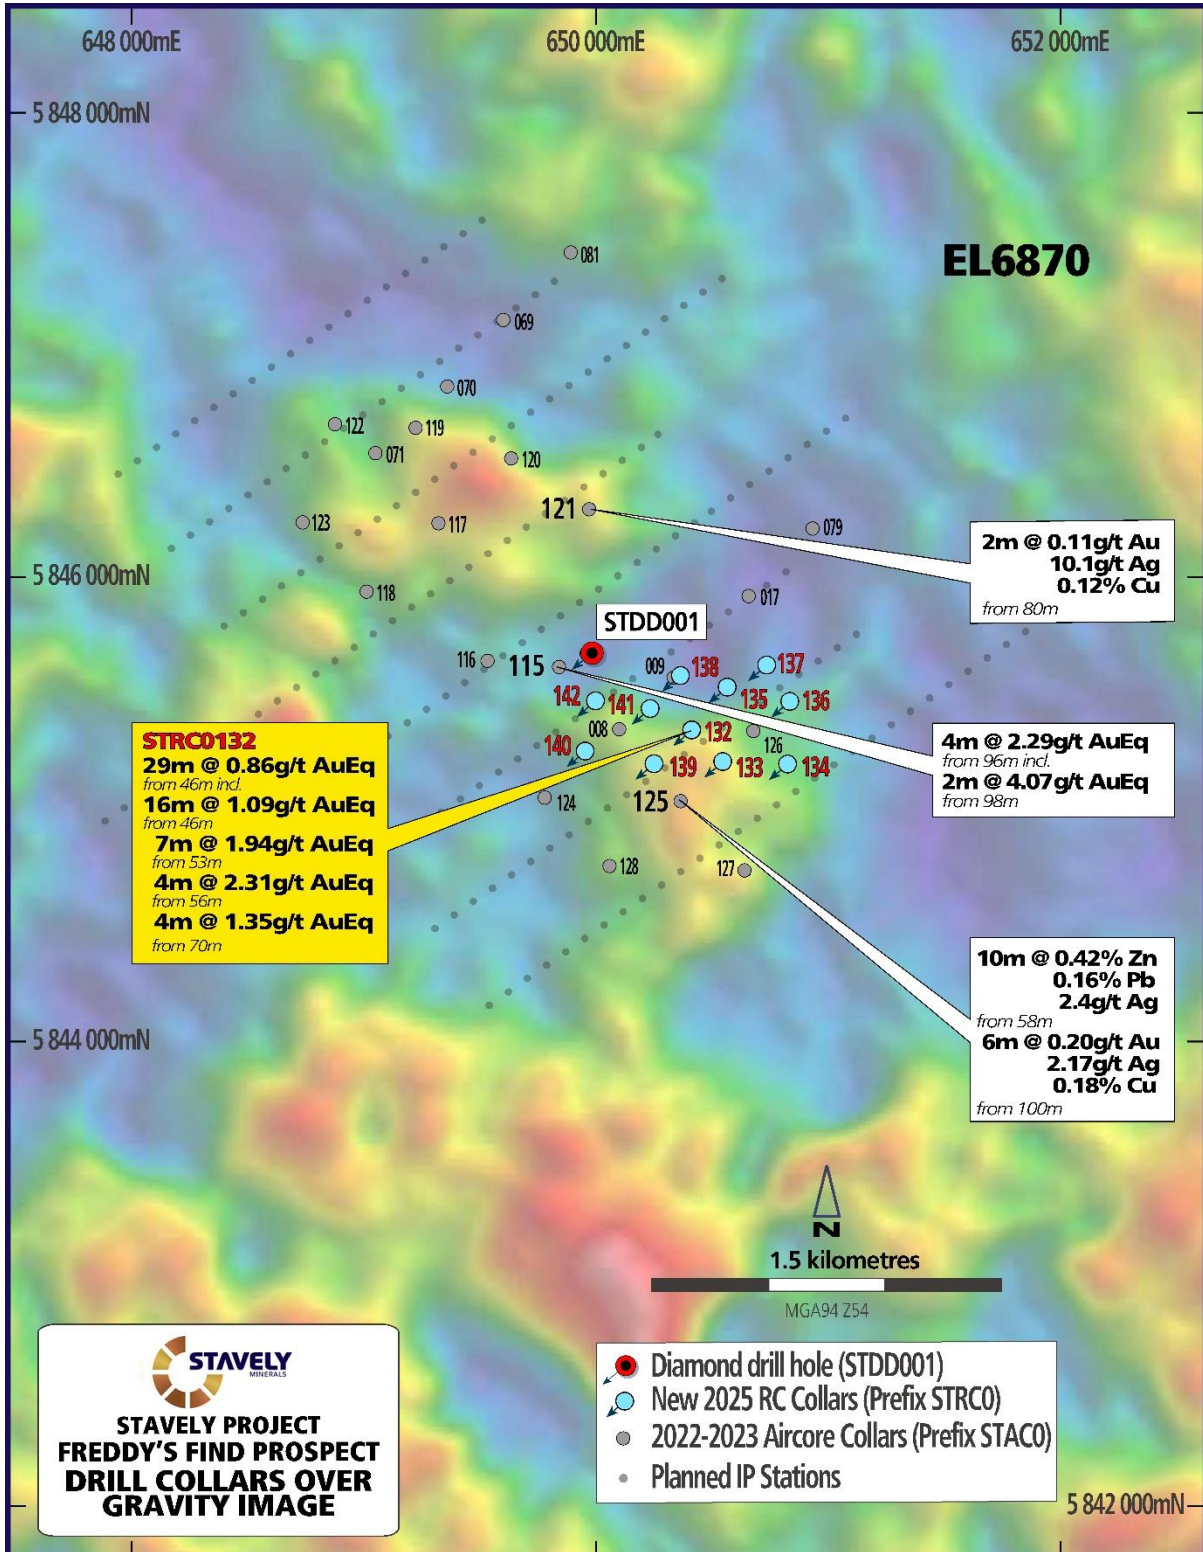 648 000mE
650 000mE
652 000mE
5 848 000mN
EL6870
081
069
070
122
119
071
120
121
123
117
079
2m @ 0.11g/t Au
10.1g/t Ag
0.12% Cu
from 80m
5 846 000mN
118
017
STDD001
116
115
009
138
137
142
141
135
136
008
132
126
140
139
133
134
STRC0132
29m @ 0.86g/t AuEq
from 46m incl.
16m @ 1.09g/t AuEq
from 46m
7m @ 1.94g/t AuEq
from 53m
4m @ 2.31g/t AuEq
from 56m
4m @ 1.35g/t AuEq
from 70m
4m @ 2.29g/t AuEq
from 96m incl.
2m @ 4.07g/t AuEq
from 98m
124
125
128
127
10m @ 0.42% Zn
0.16% Pb
2.4g/t Ag
from 58m
6m @ 0.20g/t Au
2.17g/t Ag
0.18% Cu
from 100m
5 844 000mN
N
1.5 kilometres
MGA94 Z54
STAVELY
MINERALS
STAVELY PROJECT
FREDDY'S FIND PROSPECT
DRILL COLLARS OVER
GRAVITY IMAGE
Diamond drill hole (STDD001)
New 2025 RC Collars (Prefix STRC0)
2022-2023 Aircore Collars (Prefix STAC0)
Planned IP Stations
5 842 000mN